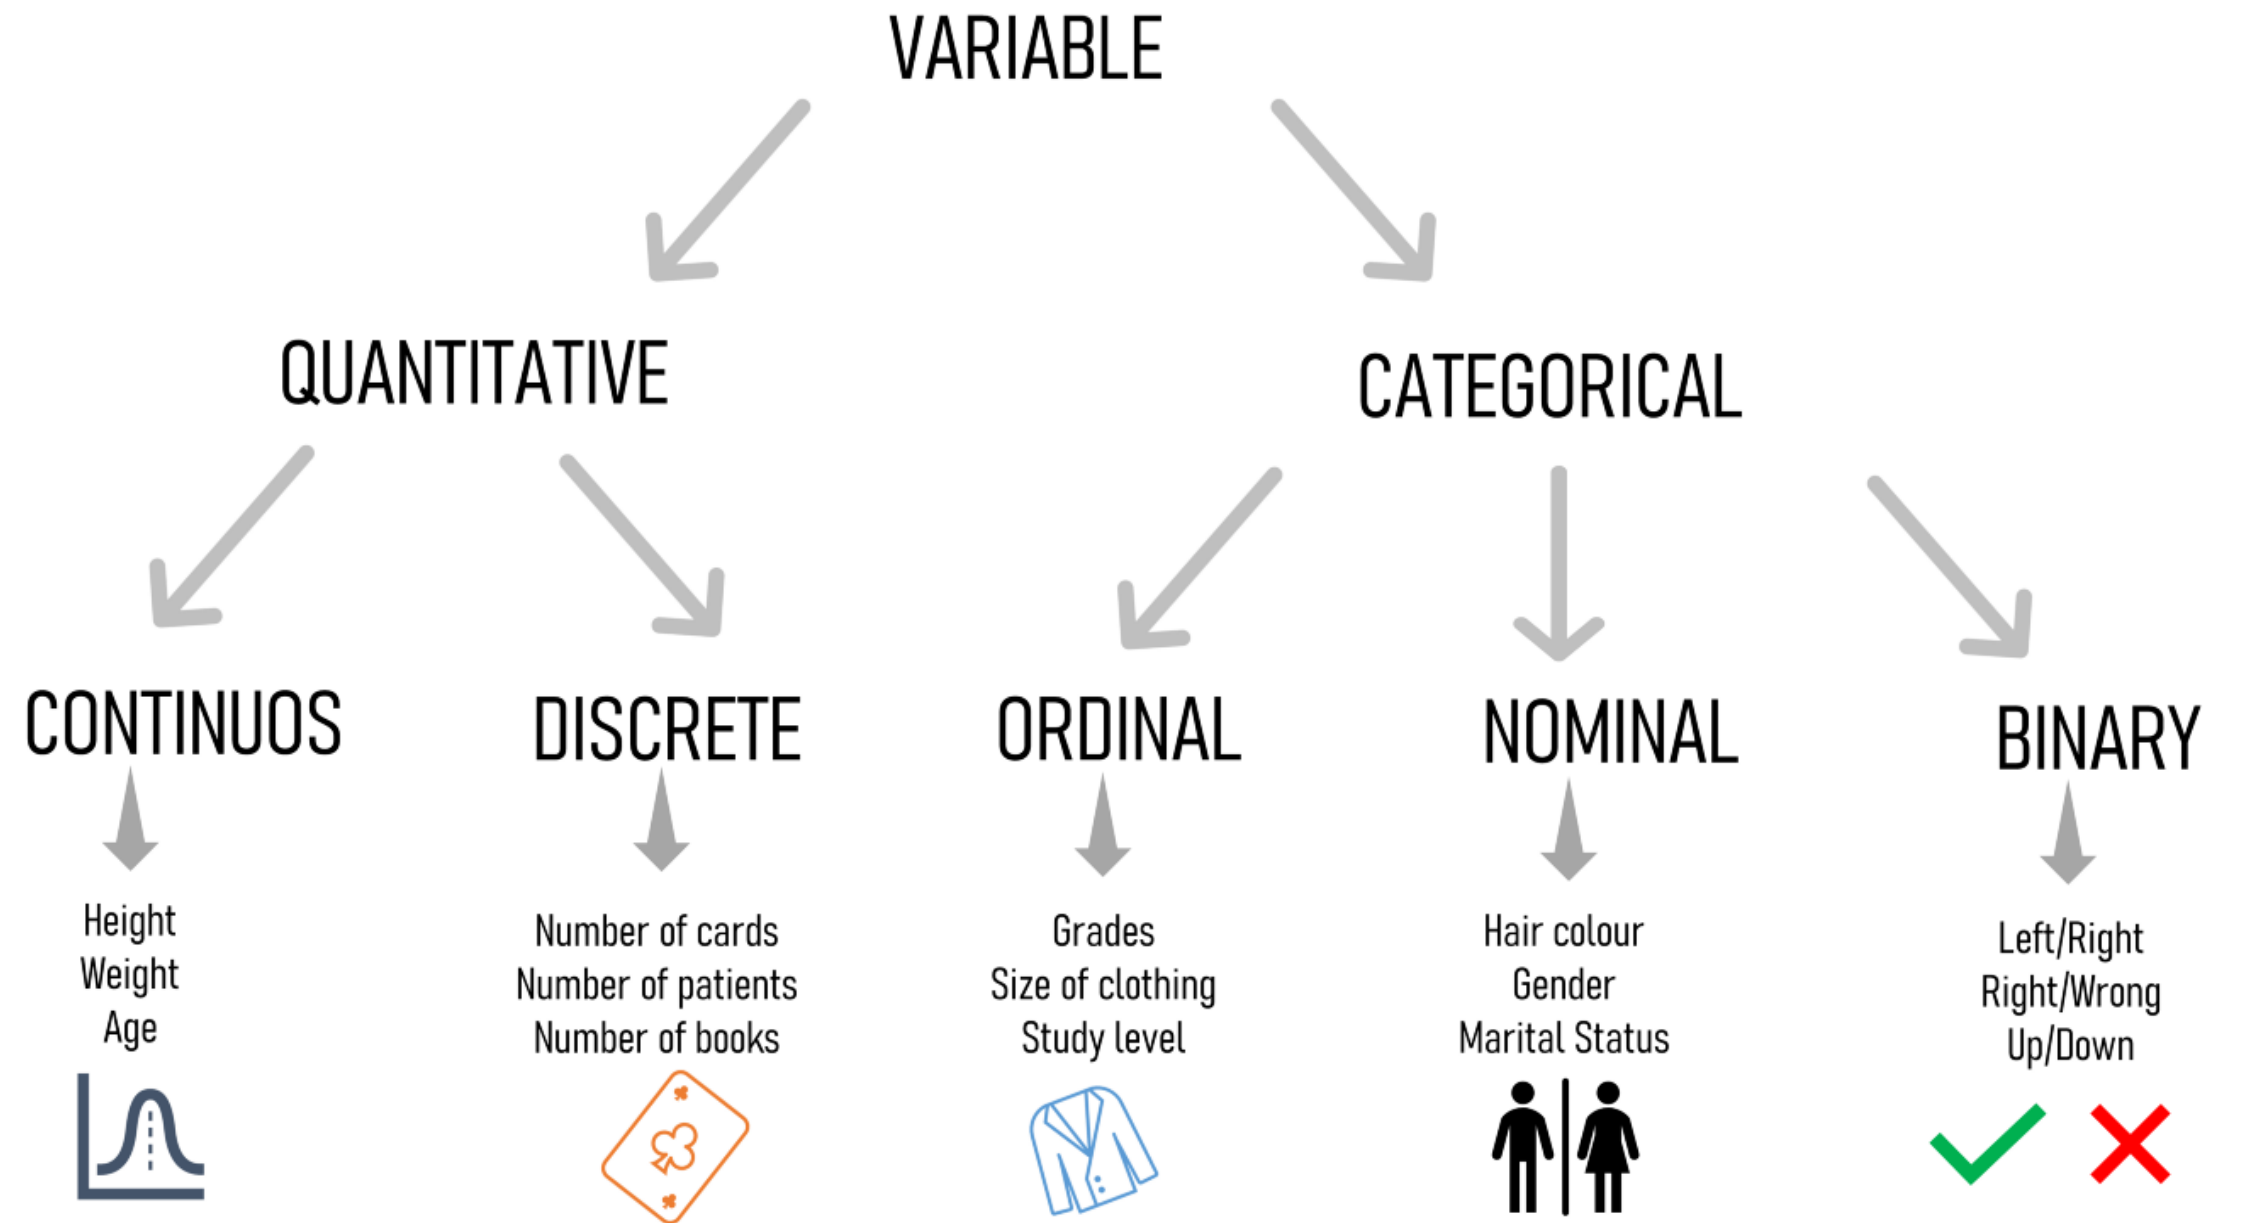 VARIABLE
QUANTITATIVE
CATEGORICAL
CONTINUOS
DISCRETE
ORDINAL
NOMINAL
BINARY
Height
Weight
Age
Number of cards
Number of patients
Number of books
Grades
Size of clothing
Study level
Hair colour
Gender
Marital Status
Left/Right
Right/Wrong
Up/Down